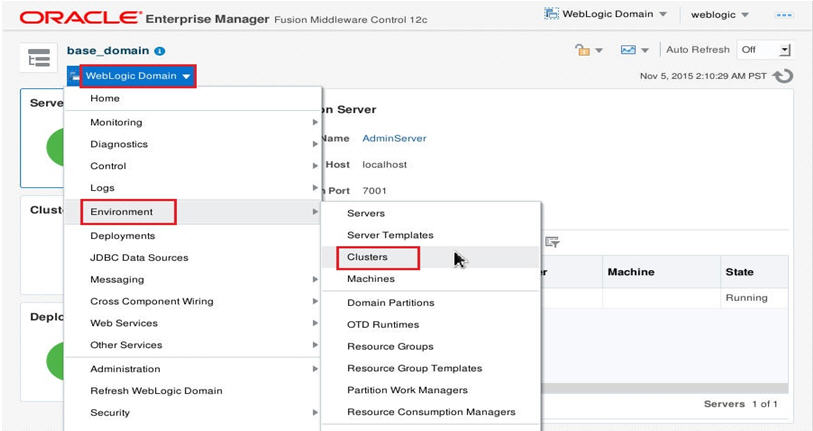 ORACLE Enterprise Manager Fusion Middleware Control 12c
WebLogic Domain
weblogic
base_domain
Auto Refresh Off
WebLogic Domain
Nov 5, 2015 2:10:29 AM PST
Home
Monitoring
Diagnostics
Control
Logs
Environment
Deployments
JDBC Data Sources
Messaging
Cross Component Wiring
Web Services
Other Services
Administration
Refresh WebLogic Domain
Security
Servers
Server Templates
Clusters
Machines
Domain Partitions
OTD Runtimes
Resource Groups
Resource Group Templates
Partition Work Managers
Resource Consumption Managers
Server
Name AdminServer
Host localhost
Port 7001
Machine
State
Running
Servers 1 of 1